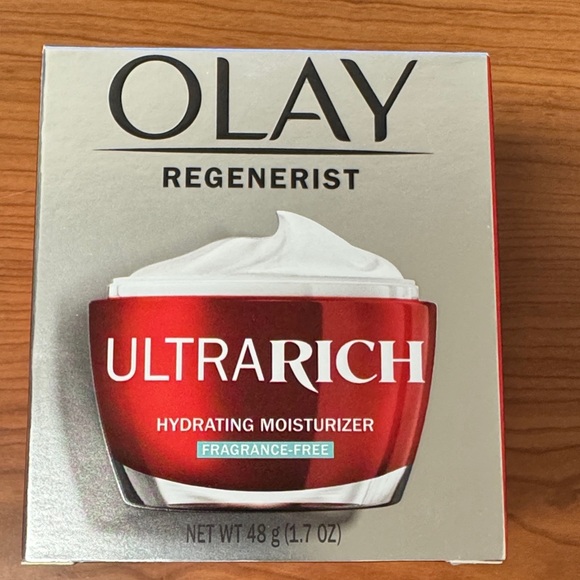 OLAY
REGENERIST
ULTRARICH
HYDRATING MOISTURIZER
FRAGRANCE-FREE
NET WT 48 g (1.7 OZ)